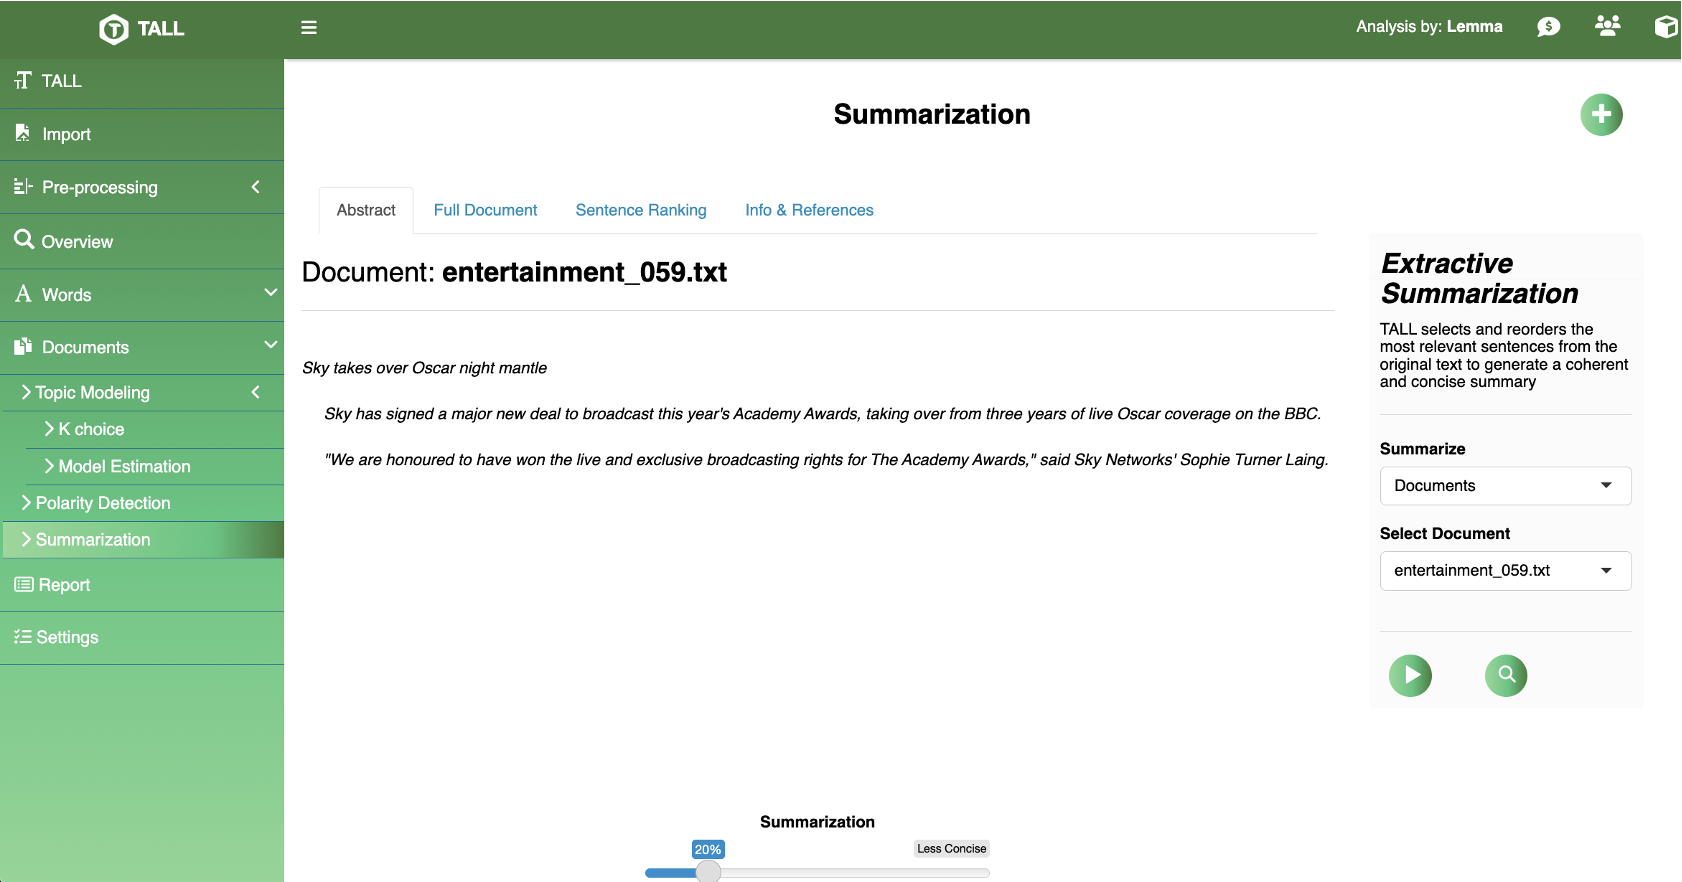 TALL
Analysis by: Lemma
TALL
Import
Pre-processing
Overview
Words
Documents
Topic Modeling
K choice
Model Estimation
Polarity Detection
Summarization
Report
Settings
Summarization
Abstract
Full Document
Sentence Ranking
Info & References
Document: entertainment_059.txt
Sky takes over Oscar night mantle
Sky has signed a major new deal to broadcast this year's Academy Awards, taking over from three years of live Oscar coverage on the BBC.
"We are honoured to have won the live and exclusive broadcasting rights for The Academy Awards," said Sky Networks' Sophie Turner Laing.
Summarization
20%
Less Concise
Extractive
Summarization
TALL selects and reorders the
most relevant sentences from the
original text to generate a coherent
and concise summary
Summarize
Documents
Select Document
entertainment_059.txt